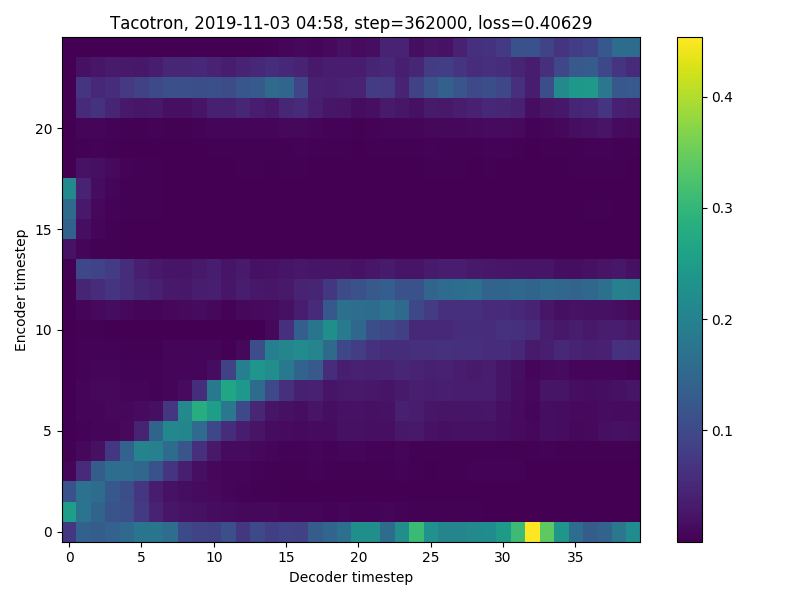 Tacotron, 2019-11-03 04:58, step=362000, loss=0.40629
Encoder timestep
20
15
10
5
0
0 5 10 15 20 25 30 35
Decoder timestep
0.4
0.3
0.2
0.1